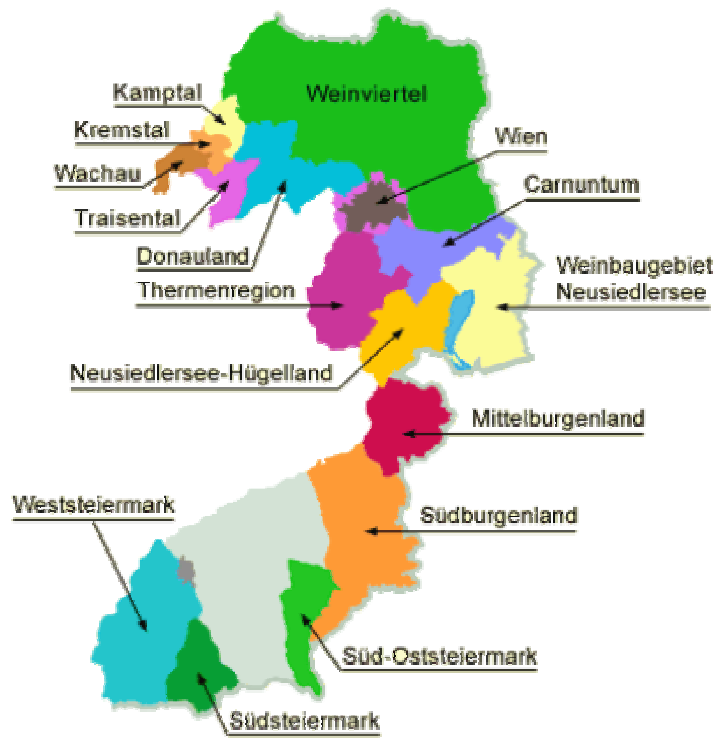 Kamptal
Weinviertel
Kremstal
Wien
Wachau
Carnuntum
Traisental
Donauland
Weinbaugebiet
Neusiedlersee
Thermenregion
Neusiedlersee-Hügelland
Mittelburgenland
Weststeiermark
Südburgenland
Süd-Oststeiermark
Südsteiermark